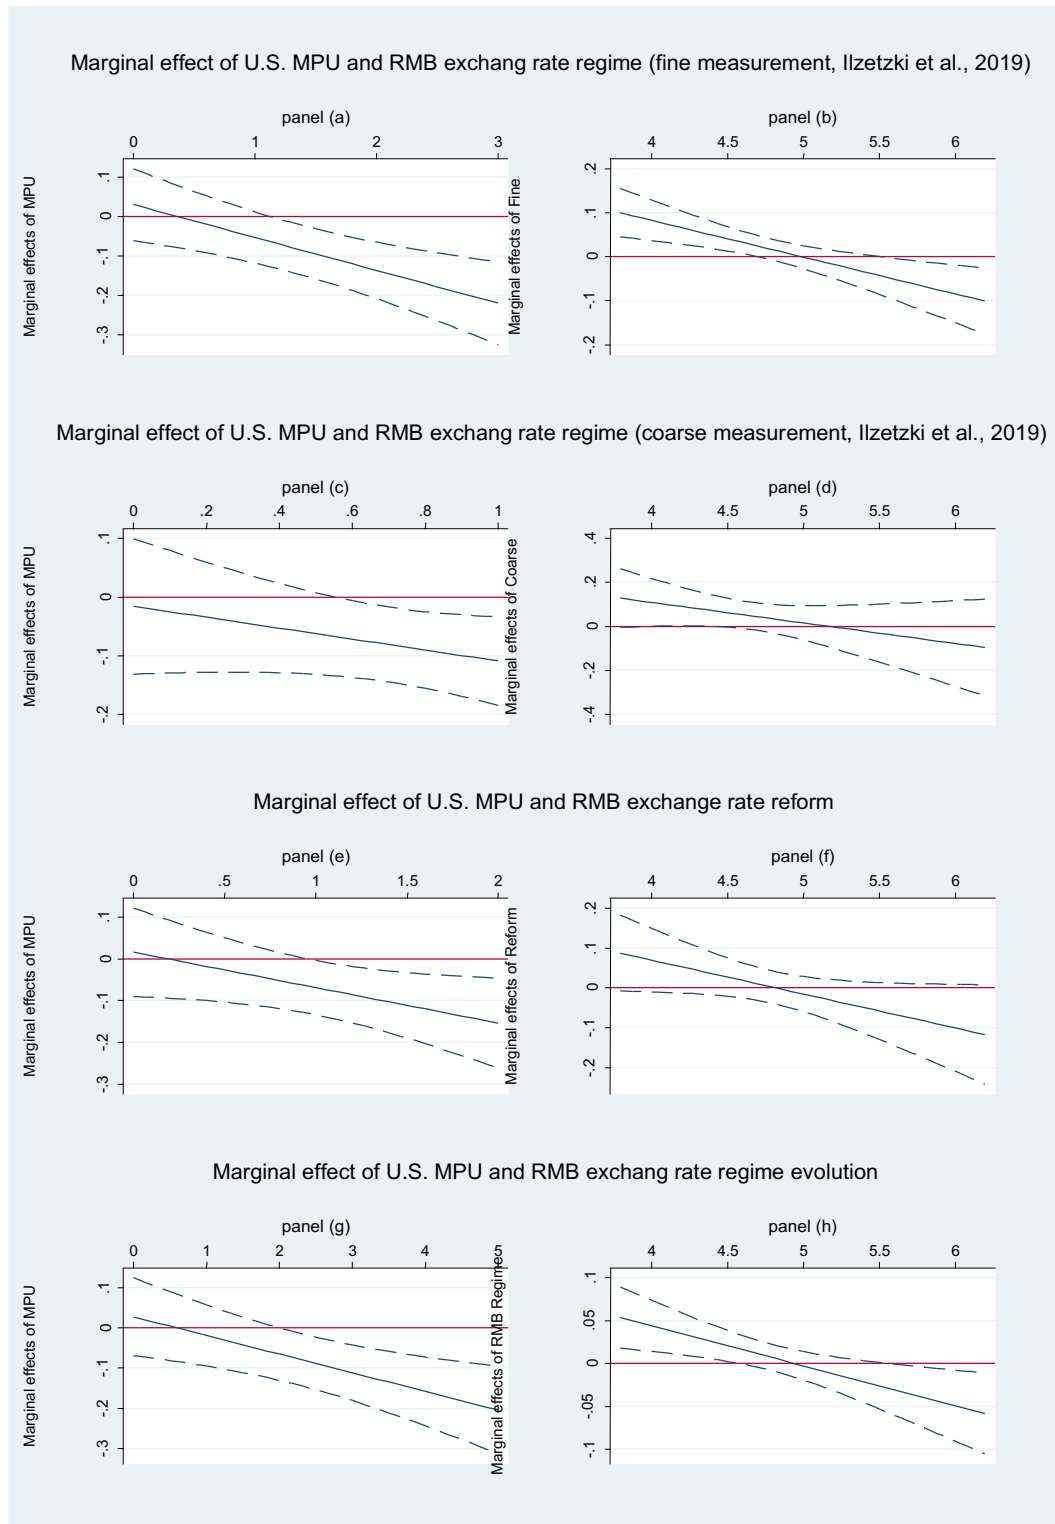 Marginal effect of U.S. MPU and RMB exchang rate regime (fine measurement, Ilzetzki et al., 2019)
panel (a)
0 1 2 3
Marginal effects of MPU
.1
0
-.1
-.2
-.3
panel (b)
4 4.5 5 5.5 6
Marginal effects of Fine
.2
.1
0
-.1
-.2
Marginal effect of U.S. MPU and RMB exchang rate regime (coarse measurement, Ilzetzki et al., 2019)
panel (c)
0 .2 .4 .6 .8 1
Marginal effects of MPU
.1
0
-.1
-.2
panel (d)
4 4.5 5 5.5 6
Marginal effects of Coarse
.4
.2
0
-.2
-.4
Marginal effect of U.S. MPU and RMB exchange rate reform
panel (e)
0 .5 1 1.5 2
Marginal effects of MPU
.1
0
-.1
-.2
-.3
panel (f)
4 4.5 5 5.5 6
Marginal effects of Reform
.2
.1
0
-.1
-.2
Marginal effect of U.S. MPU and RMB exchang rate regime evolution
panel (g)
0 1 2 3 4 5
Marginal effects of MPU
.1
0
-.1
-.2
-.3
panel (h)
4 4.5 5 5.5 6
Marginal effects of RMB Regimes
.1
.05
0
-.05
-.1